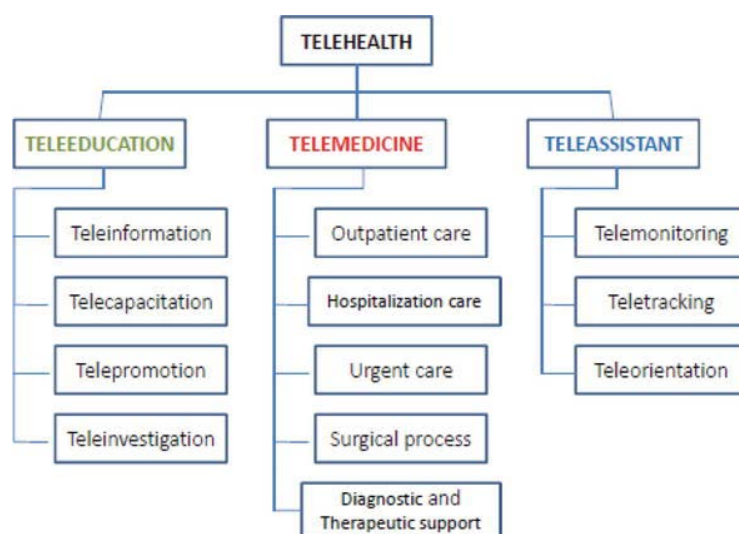 TELEHEALTH
TELEEDUCATION
TELEMEDICINE
TELEASSISTANT
Teleinformation
Telecapacitation
Telepromotion
Teleinvestigation
Outpatient care
Hospitalization care
Urgent care
Surgical process
Diagnostic and
Therapeutic support
Telemonitoring
Teletracking
Teleorientation